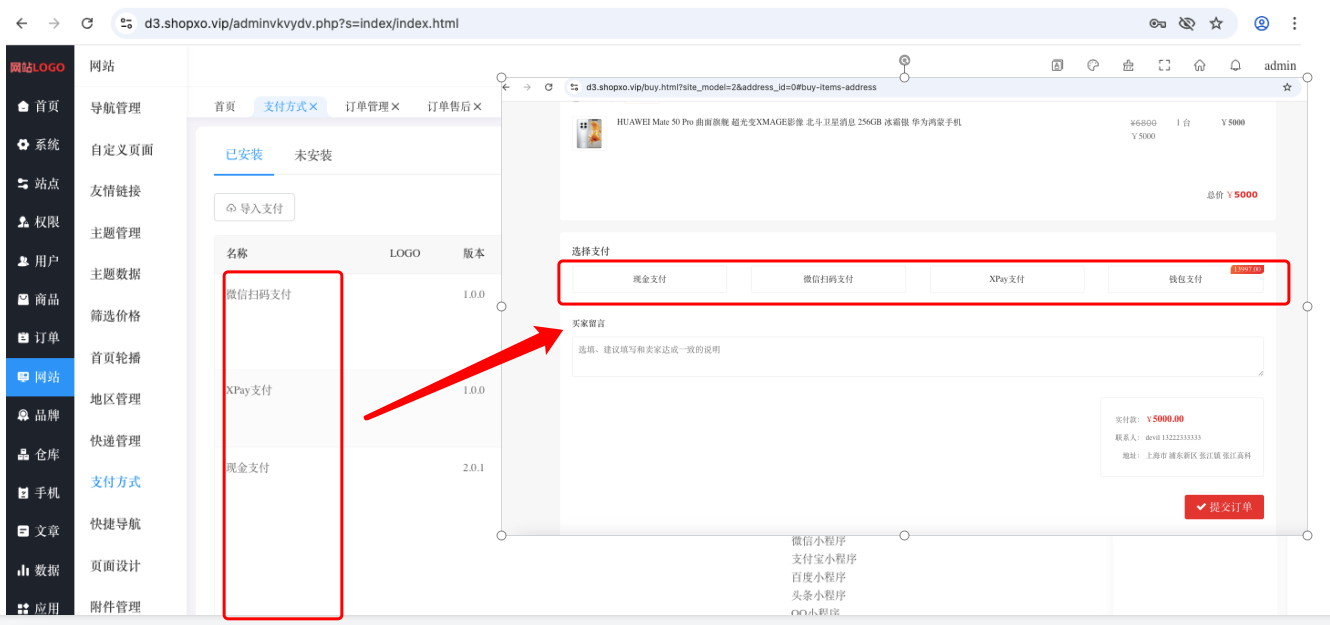 d3.shopxo.vip/adminvkvydv.php?s=index/index.html
网站LOGO
首页
系统
站点
权限
用户
商品
订单
网站
品牌
仓库
手机
文章
数据
应用
网站
导航管理
自定义页面
友情链接
主题管理
主题数据
筛选价格
首页轮播
地区管理
快递管理
支付方式
快捷导航
页面设计
附件管理
admin
首页 支付方式 订单管理 订单售后
已安装 未安装
导入支付
名称 LOGO 版本
微信扫码支付 1.0.0
XPay支付 1.0.0
现金支付 2.0.1
d3.shopxo.vip/buy.html?site_model=2&address_id=0#buy-items-address
HUAWEI Mate 50 Pro 曲面旗舰 超光变XMAGE影像 北斗卫星消息 256GB 冰霜银 华为鸿蒙手机
¥6800 1 台 ¥5000
¥5000
总价 ¥5000
选择支付
13997.00
现金支付 微信扫码支付 XPay支付 钱包支付
买家留言
选填、建议填写和卖家达成一致的说明
实付款: ¥5000.00
联系人: devil 13222333333
地址: 上海市 浦东新区 张江镇 张江高科
提交订单
微信小程序
支付宝小程序
百度小程序
头条小程序
QQ小程序